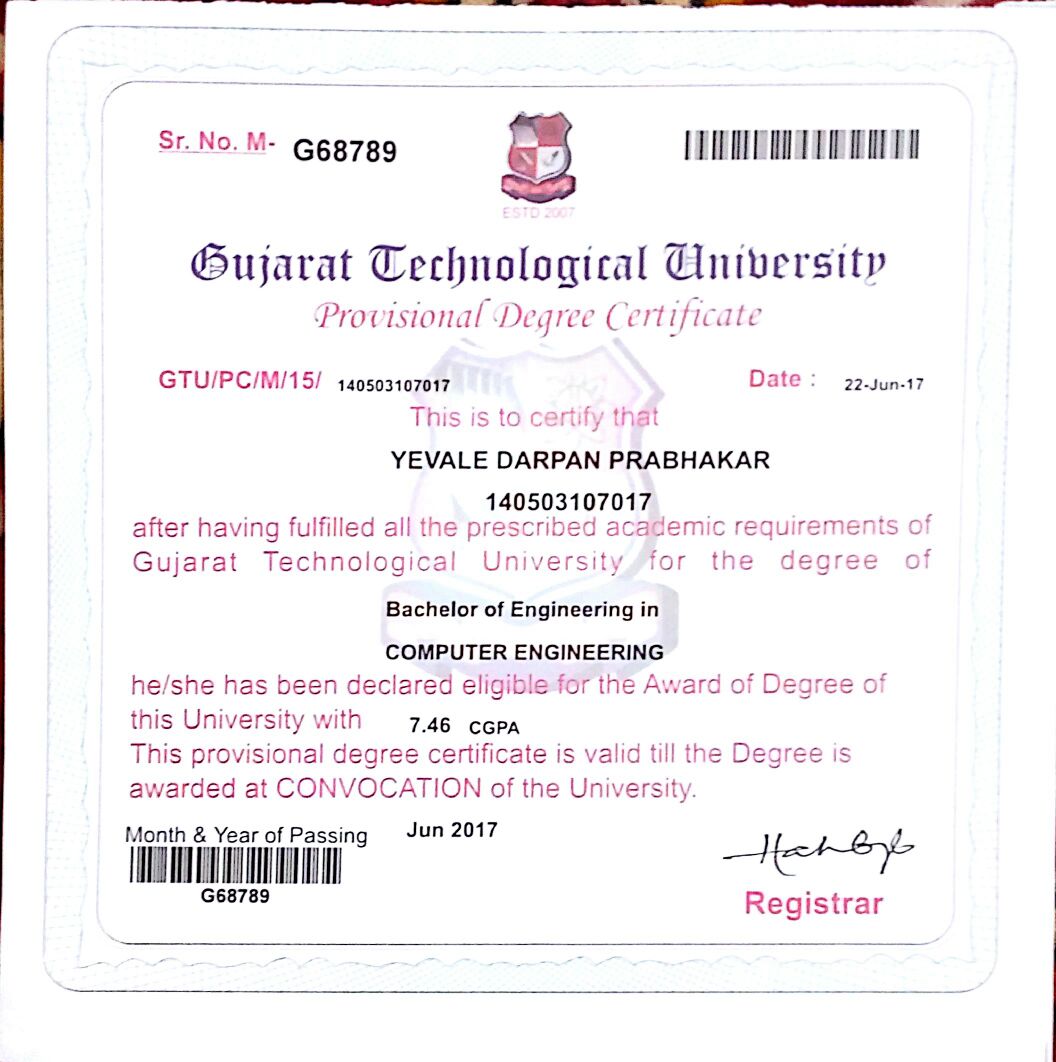 Sr. No. M- G68789
ESTD 2007
Gujarat Technological University
Provisional Degree Certificate
GTU/PC/M/15/ 140503107017 Date : 22-Jun-17
This is to certify that
YEVALE DARPAN PRABHAKAR
140503107017
after having fulfilled all the prescribed academic requirements of
Gujarat Technological University for the degree of
Bachelor of Engineering in
COMPUTER ENGINEERING
he/she has been declared eligible for the Award of Degree of
this University with 7.46 CGPA
This provisional degree certificate is valid till the Degree is
awarded at CONVOCATION of the University.
Month & Year of Passing Jun 2017
G68789
Registrar